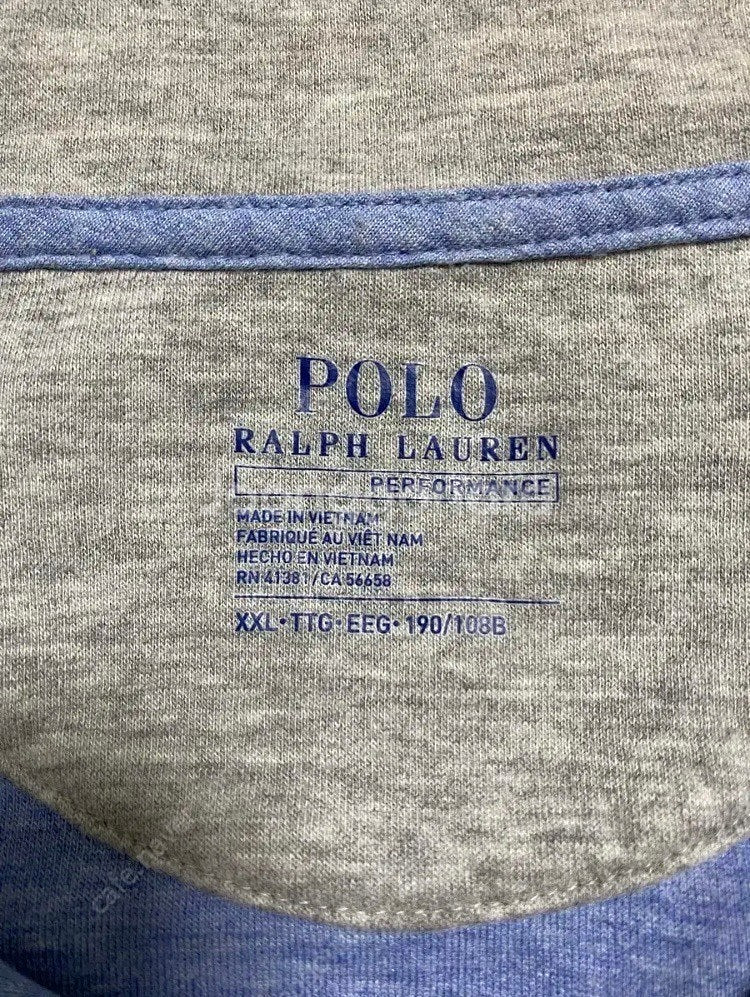 POLO
RALPH LAUREN
PERFORMANCE
MADE IN VIETNAM
FABRIQUÉ AU VIÊT NAM
HECHO EN VIETNAM
RN 41381/CA 56658
XXL·TTG·EEG·190/108B